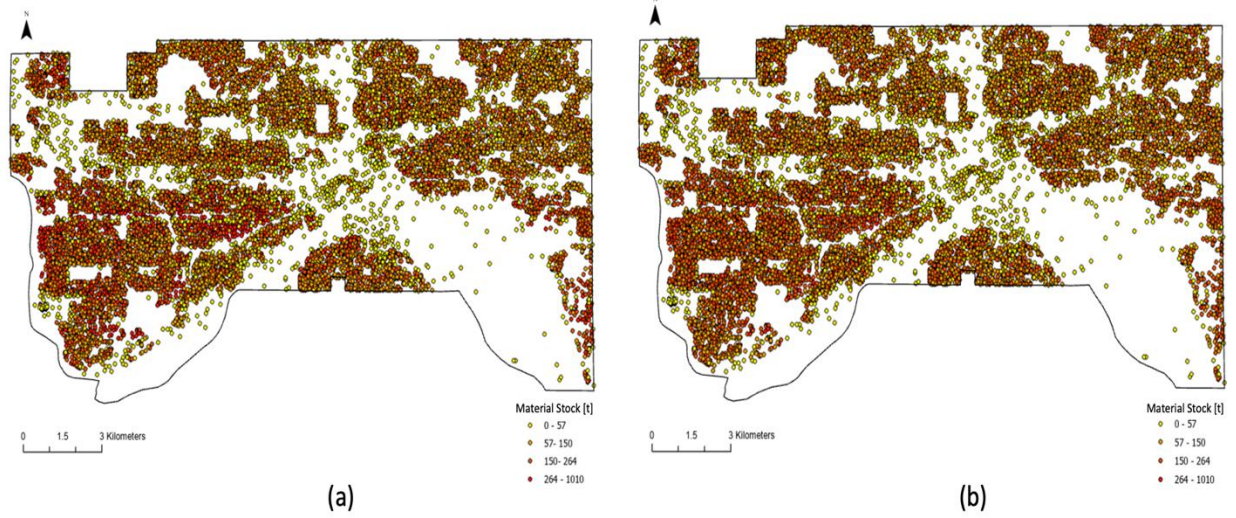 N
Material Stock [t]
0 - 57
57- 150
150 - 264
264 - 1010
0 1.5 3 Kilometers
(a)
Material Stock [t]
0 - 57
57 - 150
150 - 264
264 - 1010
0 1.5 3 Kilometers
(b)